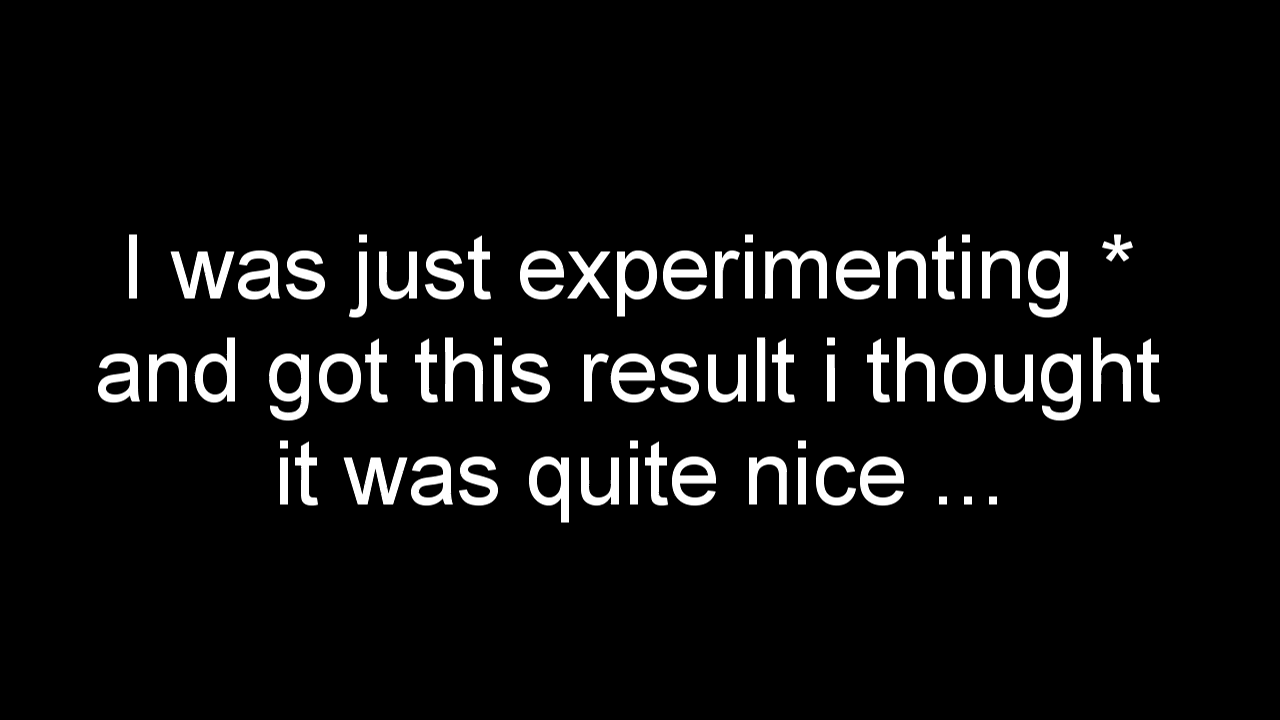 I was just experimenting *
and got this result i thought
it was quite nice ...